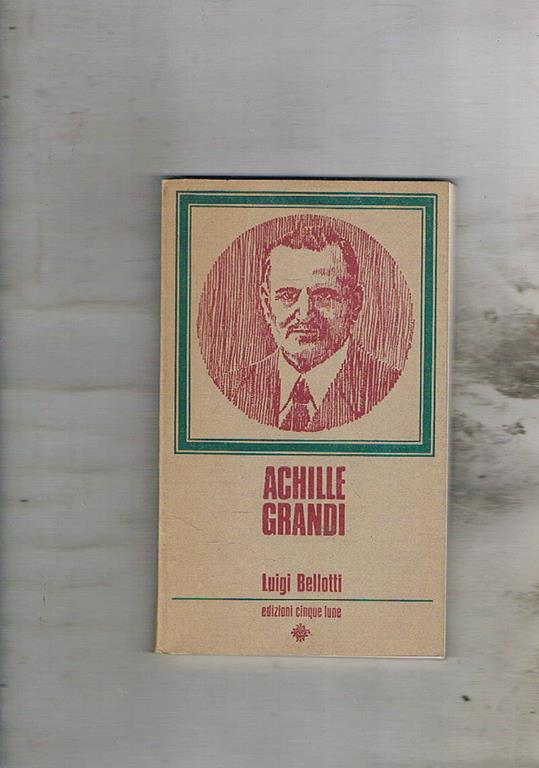 ACHILLE
GRANDI
Luigi Bellotti
edizioni cinque lune